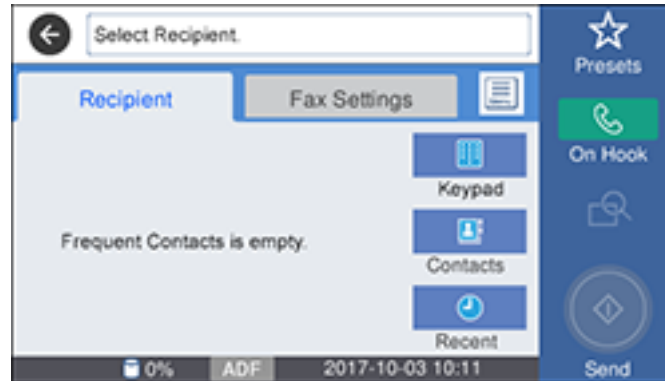 Select Recipient.
Presets
Recipient
Fax Settings
On Hook
Keypad
Frequent Contacts is empty.
Contacts
Recent
0%
ADF
2017-10-03 10:11
Send